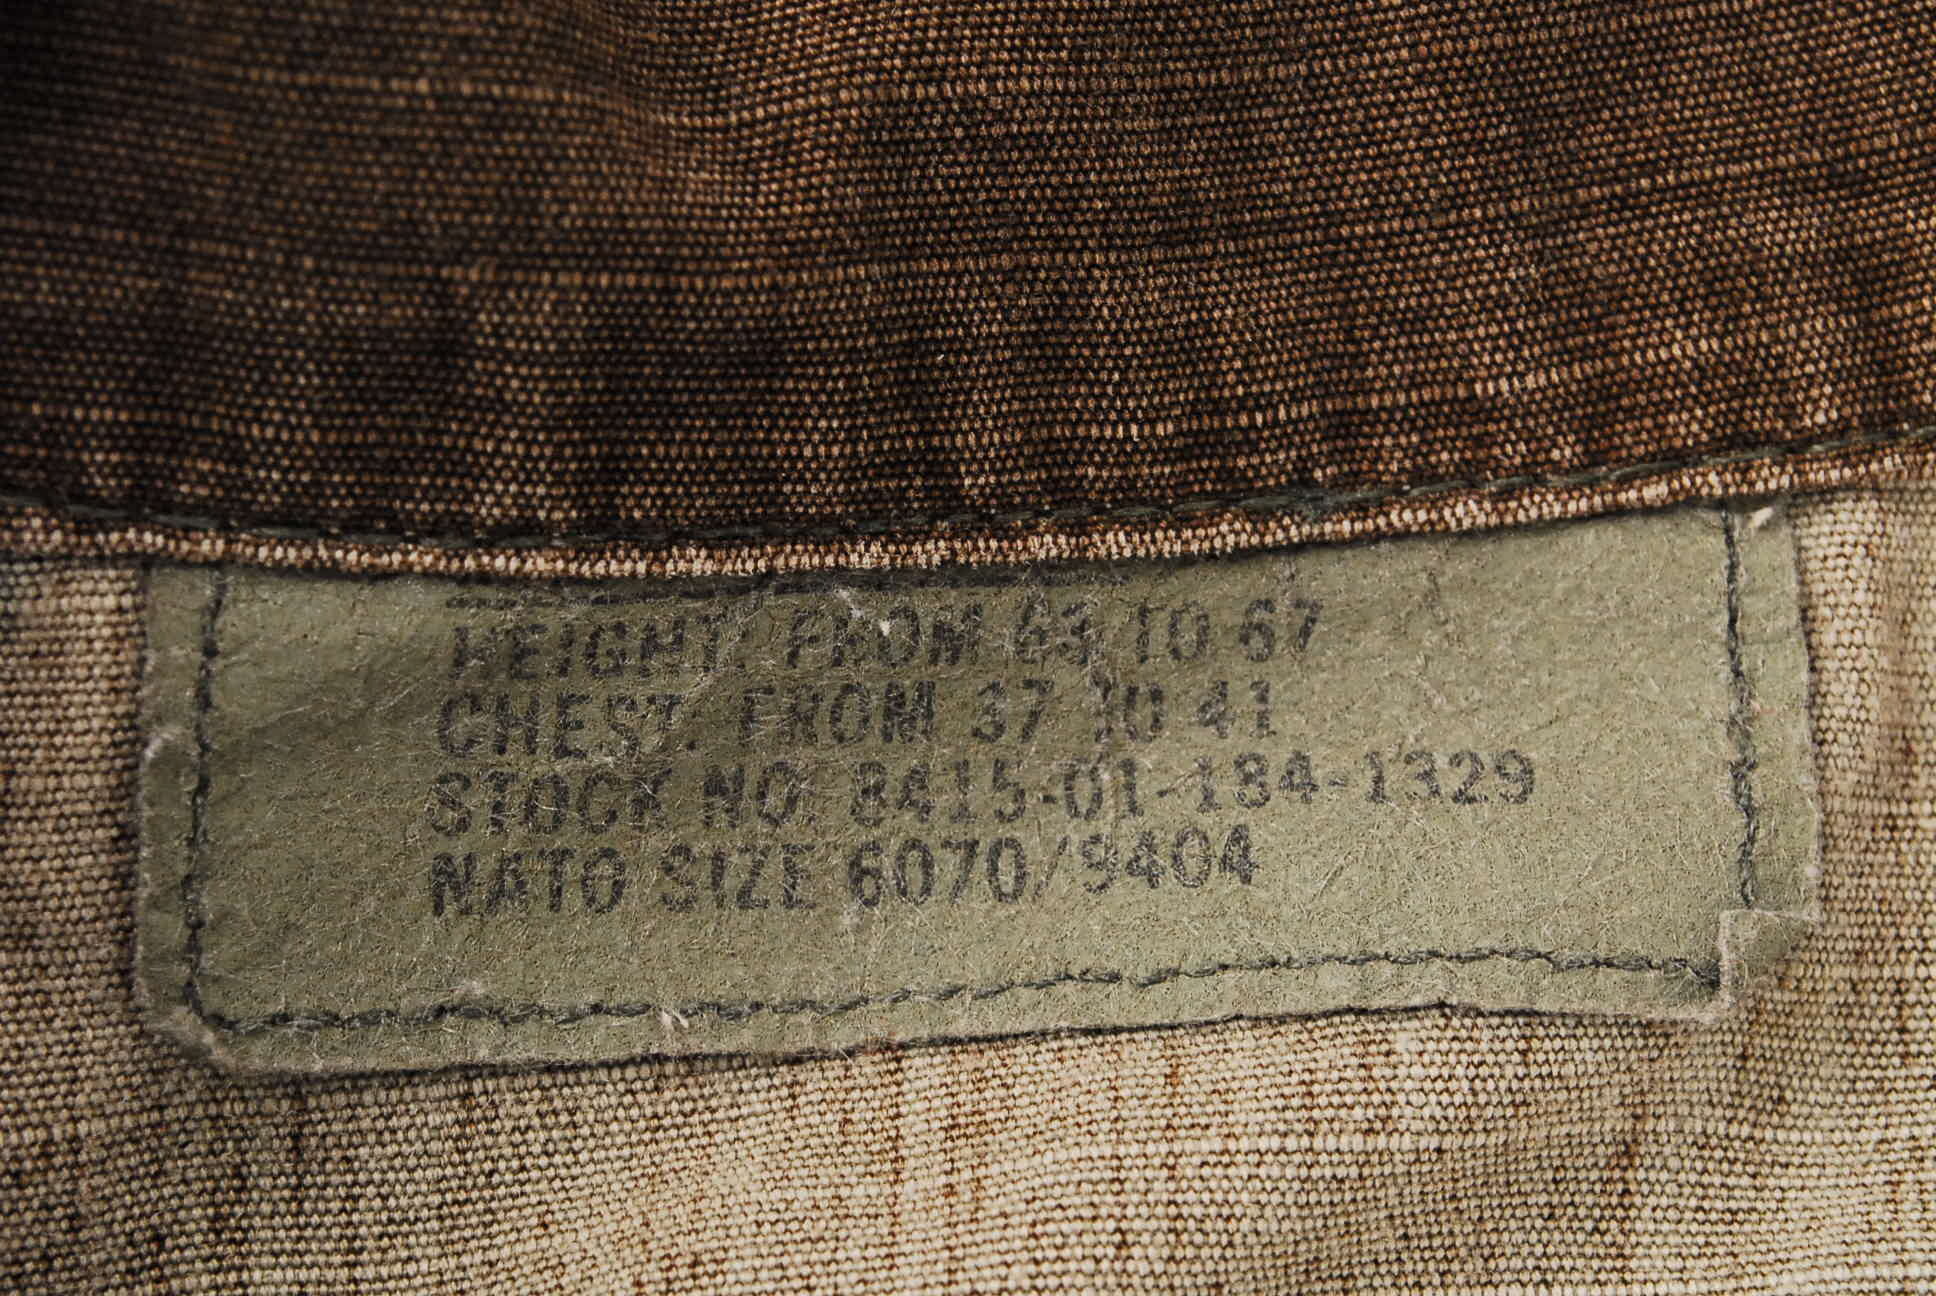 HEIGHT. FROM 63 TO 67
CHEST. FROM 37 TO 41
STOCK NO. 8415-01-184-1329
NATO SIZE 6070/9404